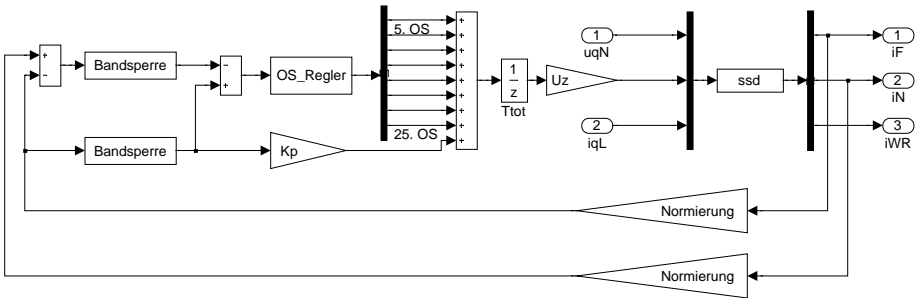 5. OS
1
uqN
1
iF
+
−
Bandsperre
−
+
OS_Regler
+
+
+
+
+
+
+
+
+
1
z
Ttot
Uz
ssd
2
iN
25. OS
2
iqL
3
iWR
Bandsperre
Kp
Normierung
Normierung